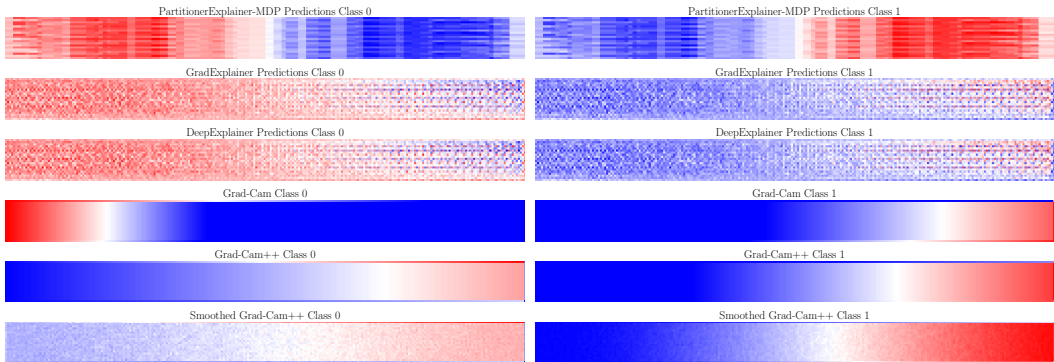 PartitionerExplainer-MDP Predictions Class 0
PartitionerExplainer-MDP Predictions Class 1
GradExplainer Predictions Class 0
GradExplainer Predictions Class 1
DeepExplainer Predictions Class 0
DeepExplainer Predictions Class 1
Grad-Cam Class 0
Grad-Cam Class 1
Grad-Cam++ Class 0
Grad-Cam++ Class 1
Smoothed Grad-Cam++ Class 0
Smoothed Grad-Cam++ Class 1